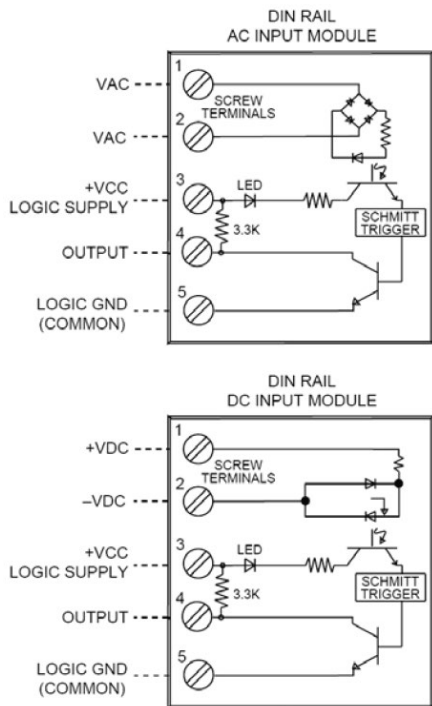 DIN RAIL
AC INPUT MODULE
1
VAC
SCREW
TERMINALS
2
VAC
3
+VCC
LOGIC SUPPLY
LED
3.3K
SCHMITT
TRIGGER
4
OUTPUT
5
LOGIC GND
(COMMON)
DIN RAIL
DC INPUT MODULE
1
+VDC
SCREW
TERMINALS
2
–VDC
3
+VCC
LOGIC SUPPLY
LED
3.3K
SCHMITT
TRIGGER
4
OUTPUT
5
LOGIC GND
(COMMON)